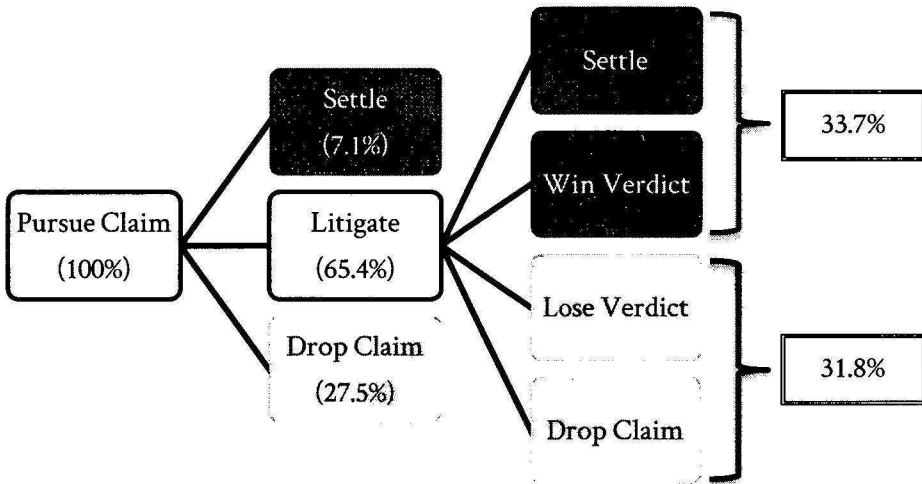 Pursue Claim
(100%)
Settle
(7.1%)
Litigate
(65.4%)
Drop Claim
(27.5%)
Settle
Win Verdict
Lose Verdict
Drop Claim
33.7%
31.8%